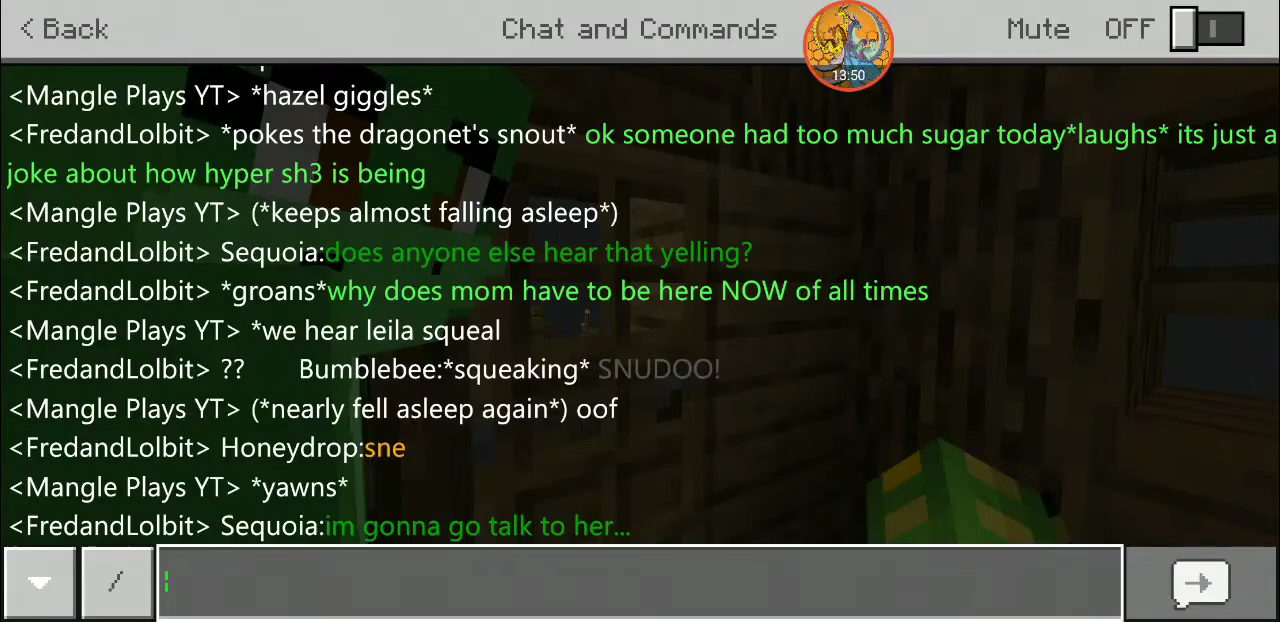 < Back
Chat and Commands
Mute OFF
13:50
<Mangle Plays YT> *hazel giggles*
<FredandLolbit> *pokes the dragonet's snout* ok someone had too much sugar today*laughs* its just a
joke about how hyper sh3 is being
<Mangle Plays YT> (*keeps almost falling asleep*)
<FredandLolbit> Sequoia:does anyone else hear that yelling?
<FredandLolbit> *groans*why does mom have to be here NOW of all times
<Mangle Plays YT> *we hear leila squeal
<FredandLolbit> ?? Bumblebee:*squeaking* SNUDOO!
<Mangle Plays YT> (*nearly fell asleep again*) oof
<FredandLolbit> Honeydrop:sne
<Mangle Plays YT> *yawns*
<FredandLolbit> Sequoia:im gonna go talk to her...
/